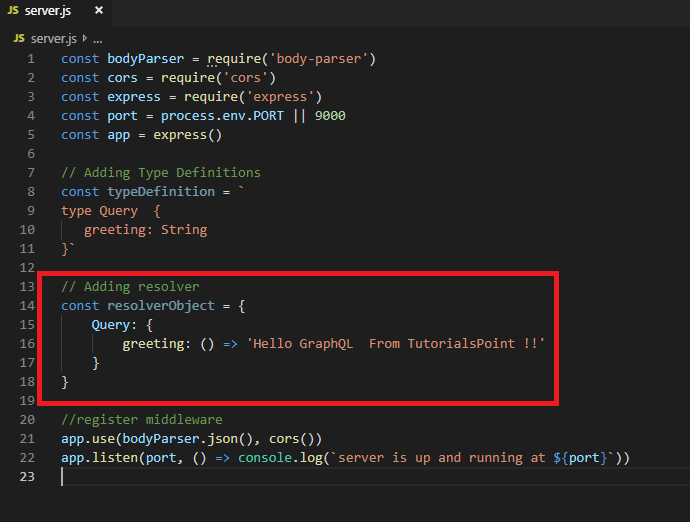 JS server.js ×
JS server.js > ...
1 const bodyParser = require('body-parser')
2 const cors = require('cors')
3 const express = require('express')
4 const port = process.env.PORT || 9000
5 const app = express()
6
7 // Adding Type Definitions
8 const typeDefinition = `
9 type Query  {
10    greeting: String
11 }`
12
13 // Adding resolver
14 const resolverObject = {
15     Query: {
16         greeting: () => 'Hello GraphQL  From TutorialsPoint !!'
17     }
18 }
19
20 //register middleware
21 app.use(bodyParser.json(), cors())
22 app.listen(port, () => console.log(`server is up and running at ${port}`))
23